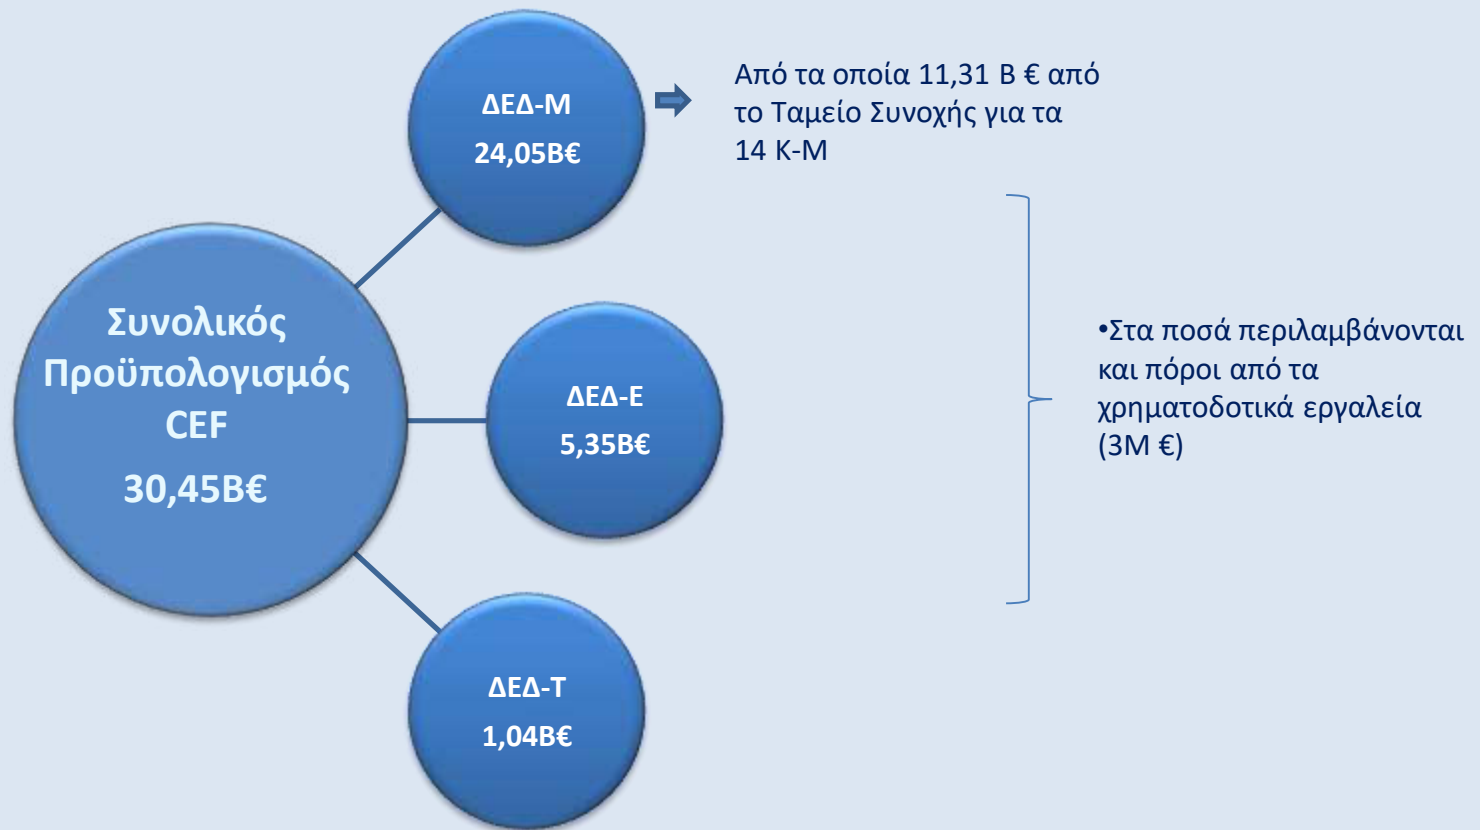 ΔΕΔ-Μ
24,05Β€
Από τα οποία 11,31 Β € από
το Ταμείο Συνοχής για τα
14 Κ-Μ
Συνολικός
Προϋπολογισμός
CEF
30,45Β€
ΔΕΔ-Ε
5,35Β€
•Στα ποσά περιλαμβάνονται
και πόροι από τα
χρηματοδοτικά εργαλεία
(3Μ €)
ΔΕΔ-Τ
1,04Β€